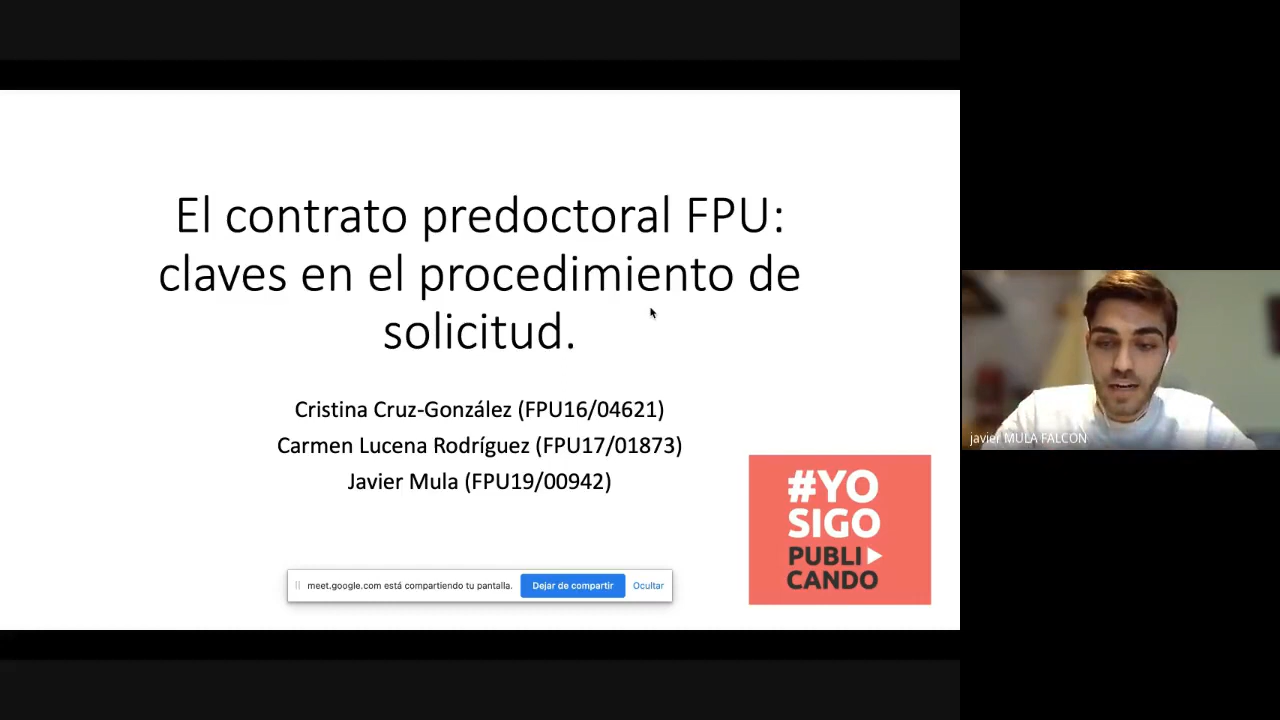 El contrato predoctoral FPU:
claves en el procedimiento de
solicitud.
Cristina Cruz-González (FPU16/04621)
Carmen Lucena Rodríguez (FPU17/01873)
Javier Mula (FPU19/00942)
#YO
SIGO
PUBLI
CANDO
meet.google.com está compartiendo tu pantalla. Dejar de compartir Ocultar
javier MULA FALCON